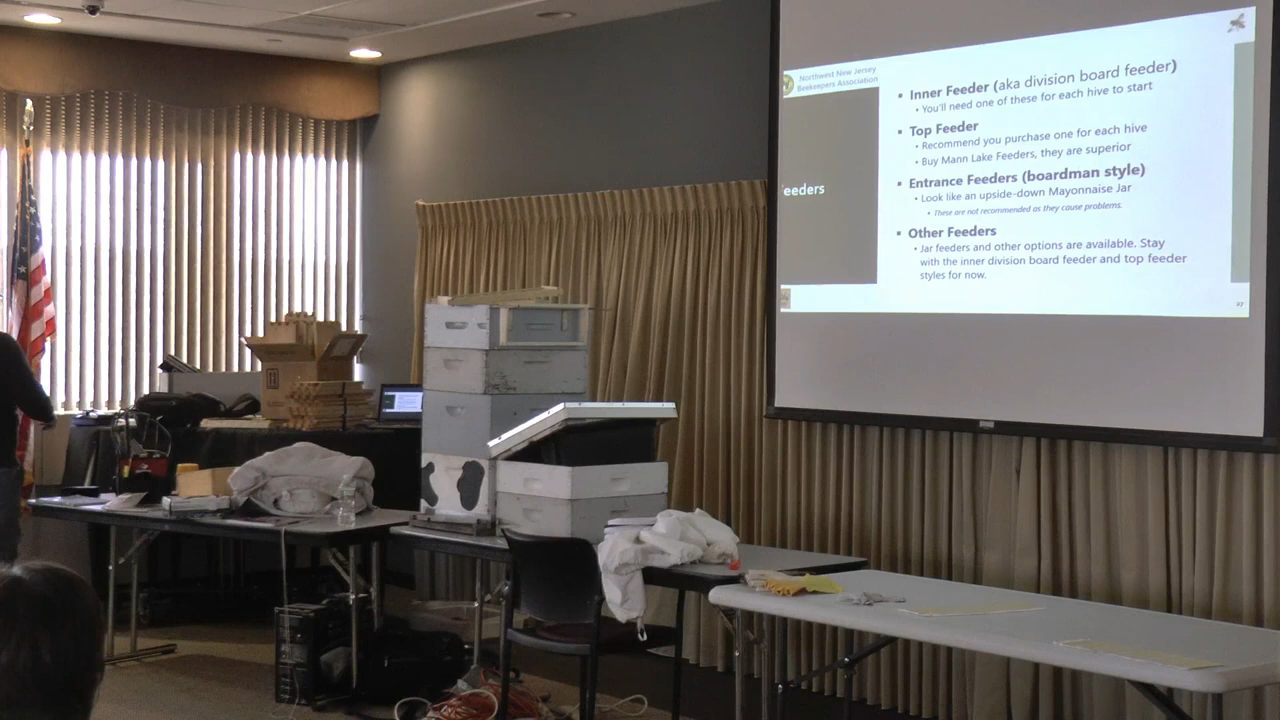 Northwest New Jersey
Beekeepers Association
eeders
▪ Inner Feeder (aka division board feeder)
• You'll need one of these for each hive to start
▪ Top Feeder
• Recommend you purchase one for each hive
• Buy Mann Lake Feeders, they are superior
▪ Entrance Feeders (boardman style)
• Look like an upside-down Mayonnaise Jar
• These are not recommended as they cause problems.
▪ Other Feeders
• Jar feeders and other options are available. Stay
with the inner division board feeder and top feeder
styles for now.
27